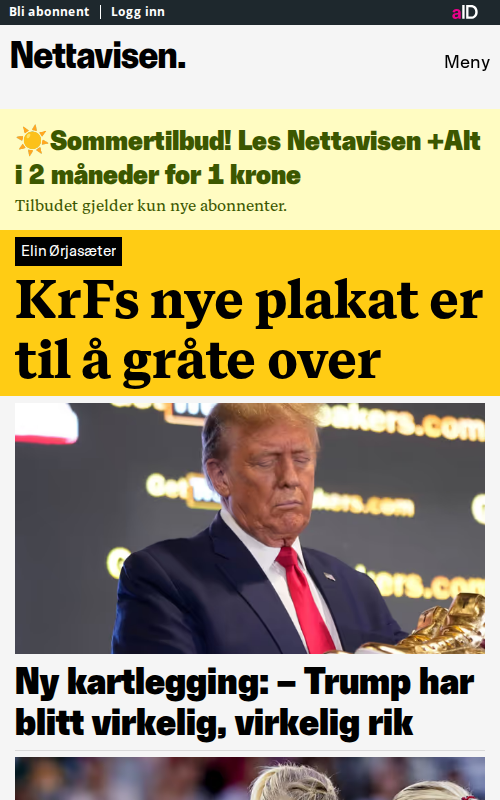 Bli abonnent | Logg inn
aID
Nettavisen.
Meny
☀️Sommertilbud! Les Nettavisen +Alt
i 2 måneder for 1 krone
Tilbudet gjelder kun nye abonnenter.
Elin Ørjasæter
KrFs nye plakat er
til å gråte over
Ny kartlegging: – Trump har
blitt virkelig, virkelig rik